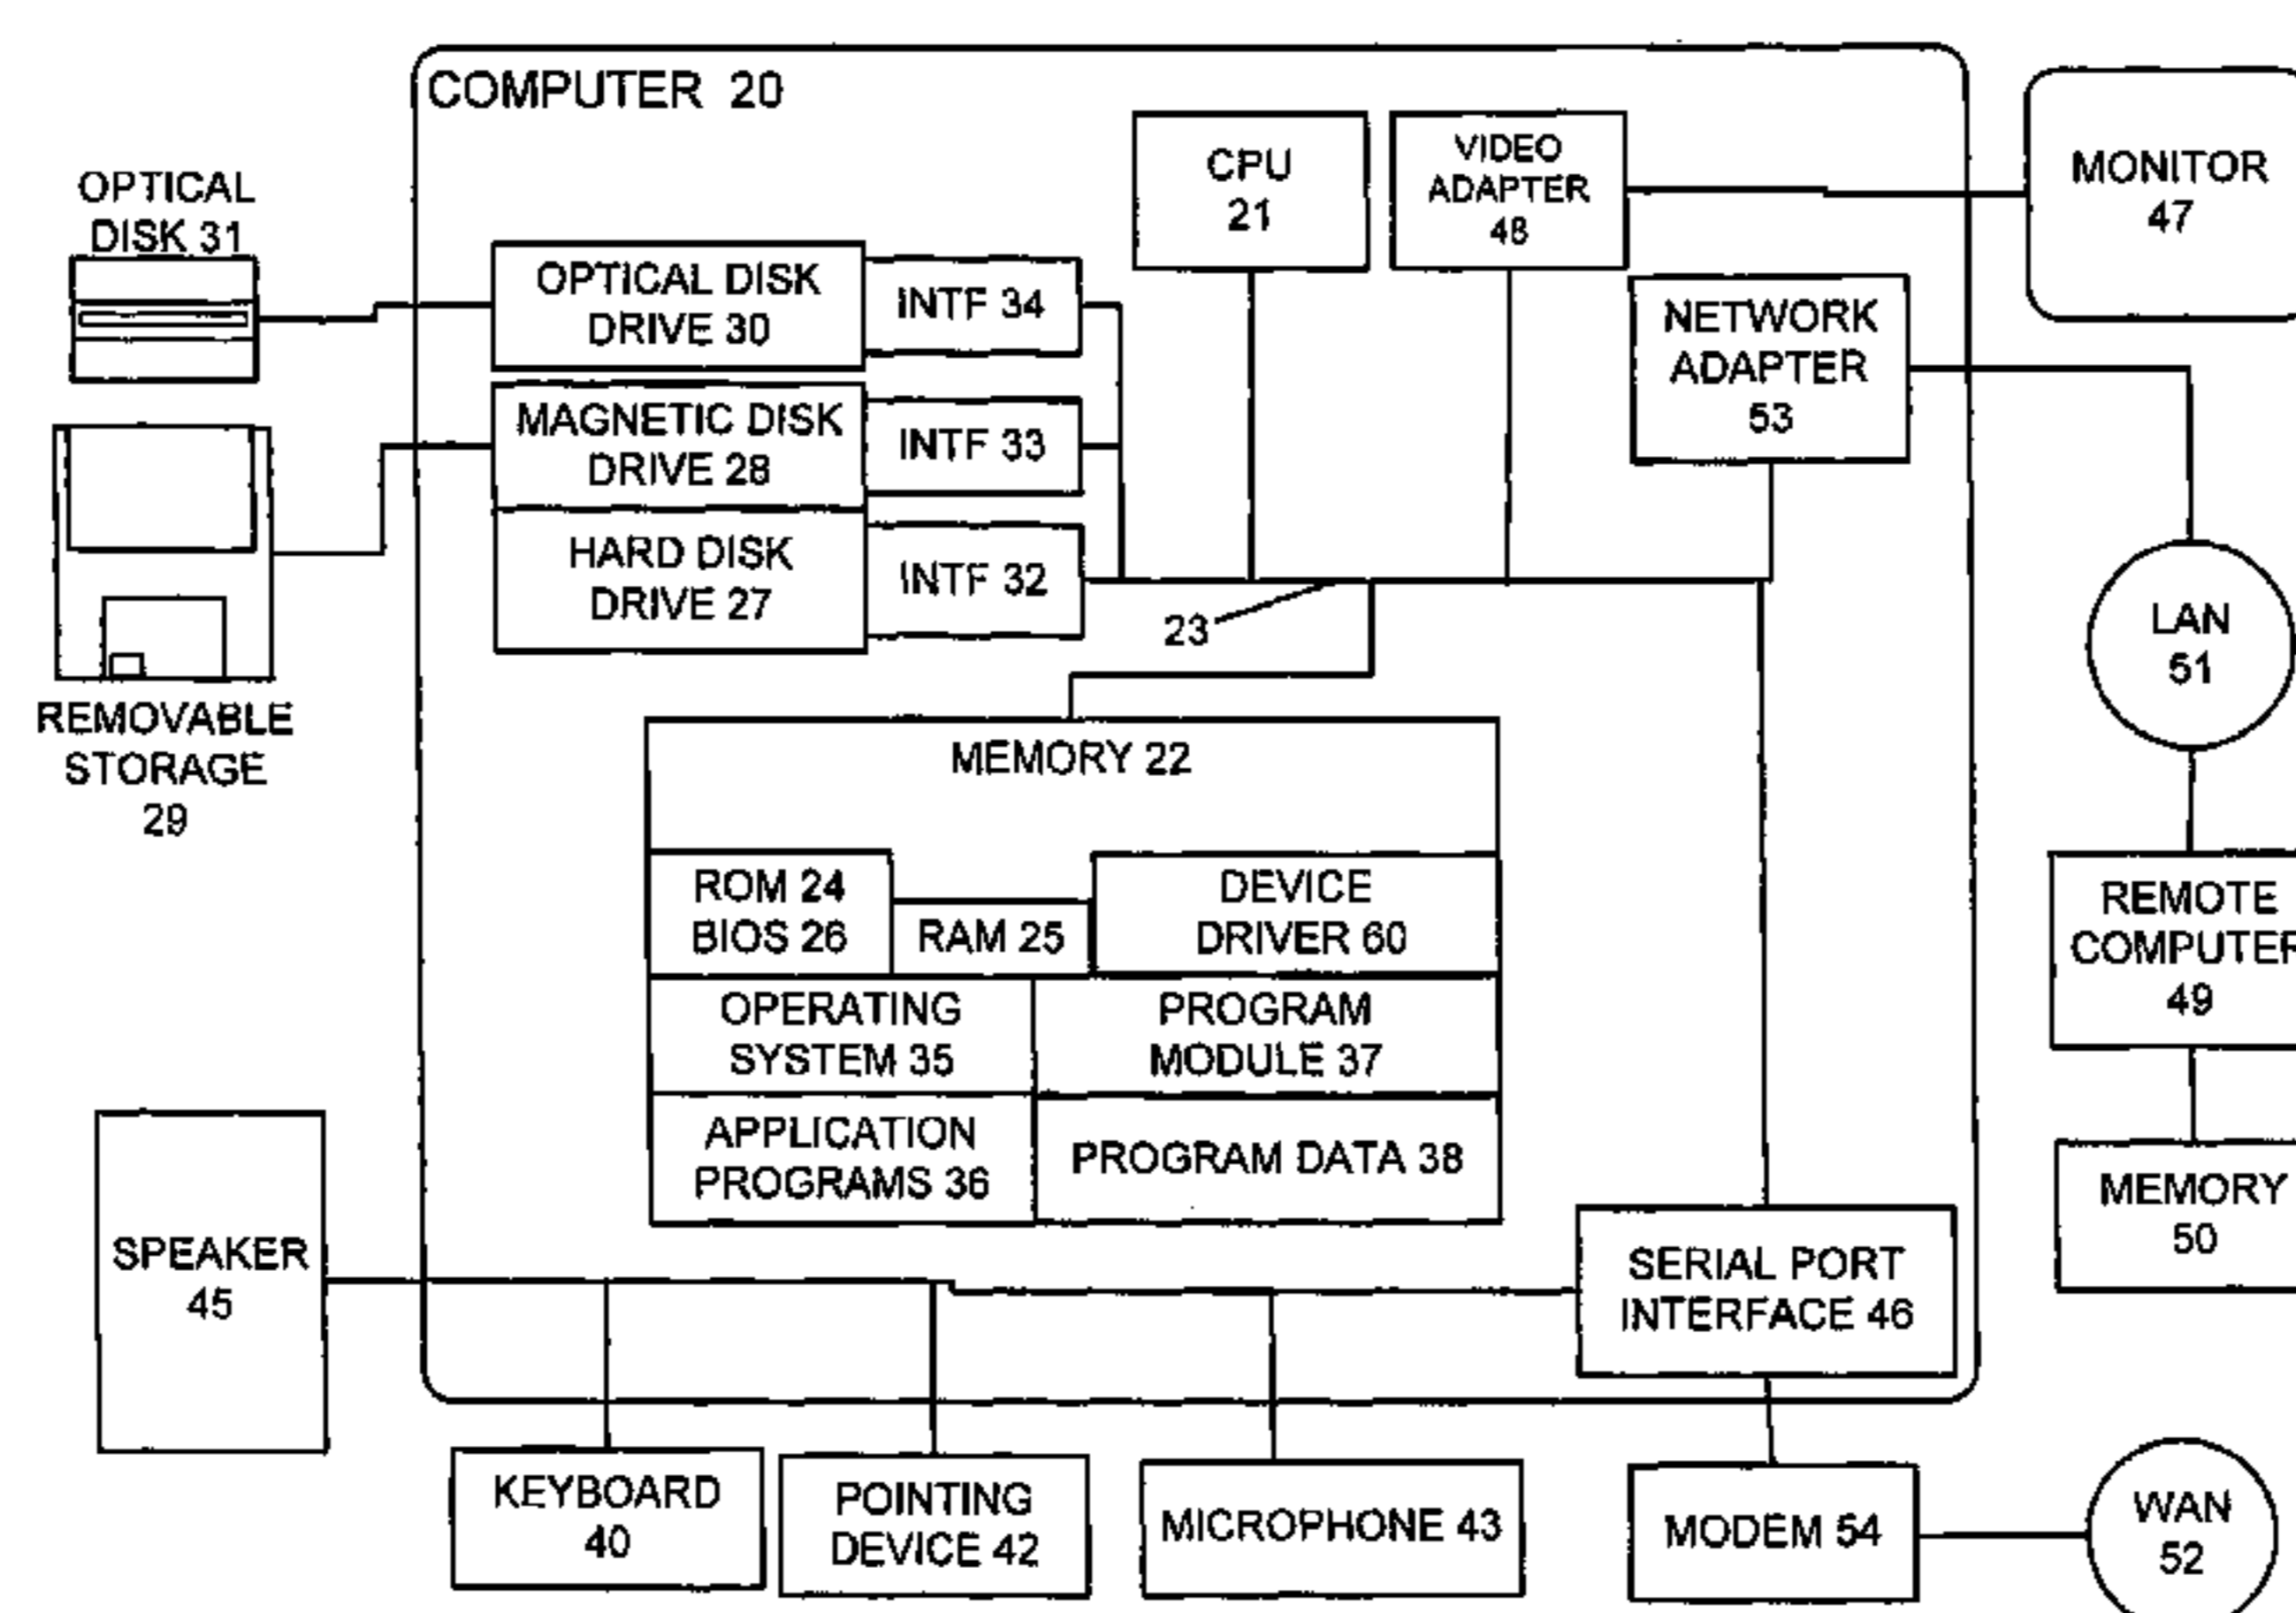 COMPUTER 20
OPTICAL
DISK 31
OPTICAL DISK
DRIVE 30
INTF 34
CPU
21
VIDEO
ADAPTER
48
MONITOR
47
NETWORK
ADAPTER
53
MAGNETIC DISK
DRIVE 28
INTF 33
HARD DISK
DRIVE 27
INTF 32
23
REMOVABLE
STORAGE
29
LAN
51
MEMORY 22
ROM 24
BIOS 26
RAM 25
DEVICE
DRIVER 60
REMOTE
COMPUTER
49
OPERATING
SYSTEM 35
PROGRAM
MODULE 37
APPLICATION
PROGRAMS 36
PROGRAM DATA 38
MEMORY
50
SPEAKER
45
SERIAL PORT
INTERFACE 46
KEYBOARD
40
POINTING
DEVICE 42
MICROPHONE 43
MODEM 54
WAN
52